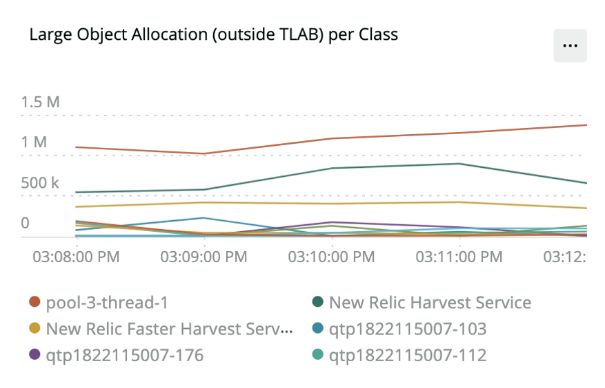 Large Object Allocation (outside TLAB) per Class
...
1.5 M
1 M
500 k
0
03:08:00 PM 03:09:00 PM 03:10:00 PM 03:11:00 PM 03:12:
pool-3-thread-1 New Relic Harvest Service
New Relic Faster Harvest Serv... qtp1822115007-103
qtp1822115007-176 qtp1822115007-112